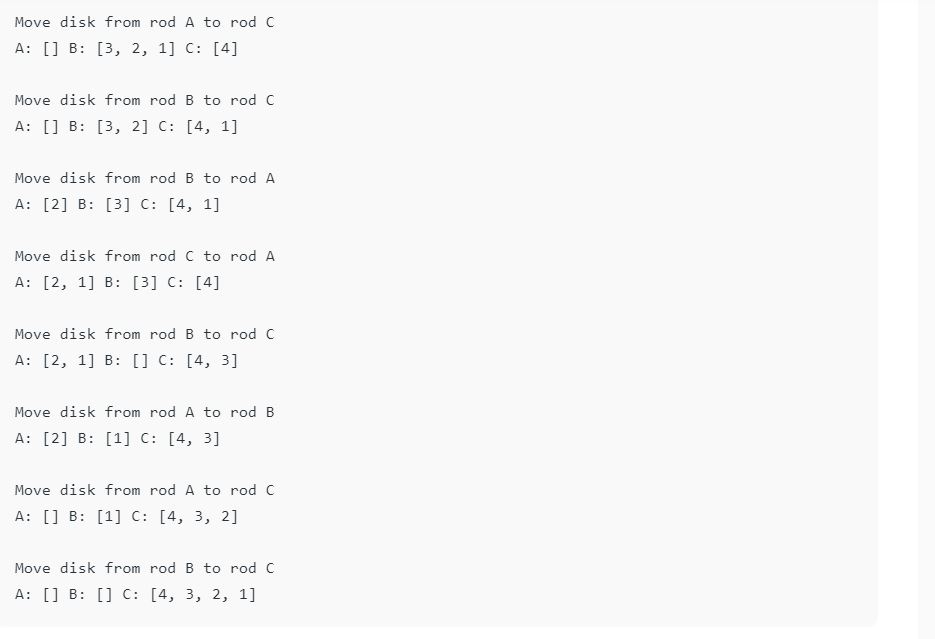 Move disk from rod A to rod C
A: [] B: [3, 2, 1] C: [4]
Move disk from rod B to rod C
A: [] B: [3, 2] C: [4, 1]
Move disk from rod B to rod A
A: [2] B: [3] C: [4, 1]
Move disk from rod C to rod A
A: [2, 1] B: [3] C: [4]
Move disk from rod B to rod C
A: [2, 1] B: [] C: [4, 3]
Move disk from rod A to rod B
A: [2] B: [1] C: [4, 3]
Move disk from rod A to rod C
A: [] B: [1] C: [4, 3, 2]
Move disk from rod B to rod C
A: [] B: [] C: [4, 3, 2, 1]